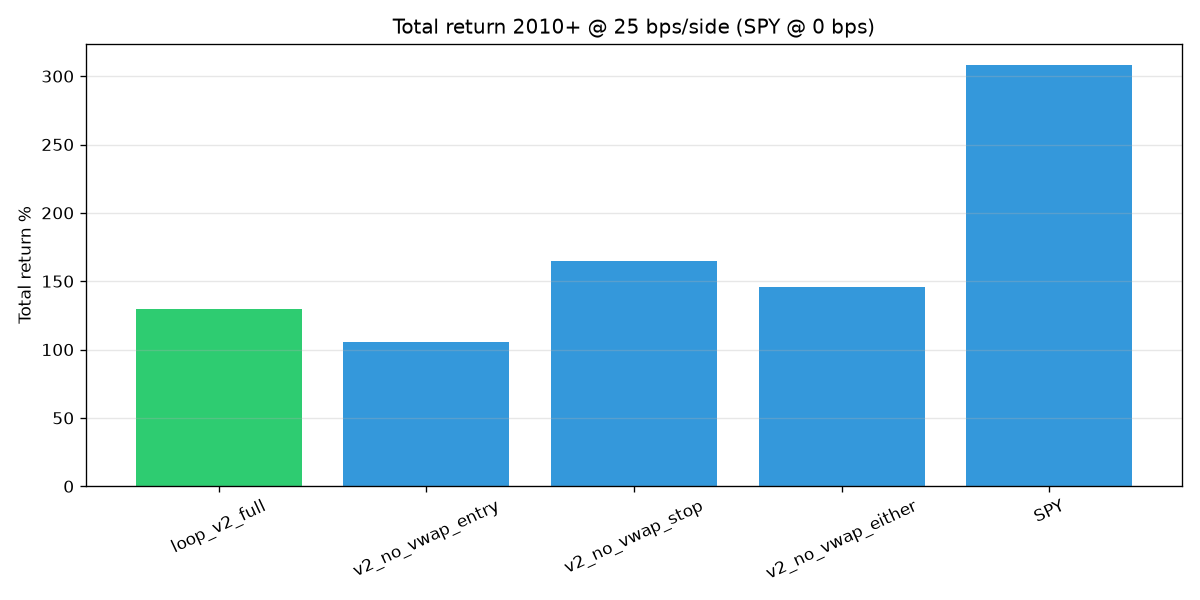 Total return 2010+ @ 25 bps/side (SPY @ 0 bps)
Total return %
300
250
200
150
100
50
0
loop_v2_full
v2_no_vwap_entry
v2_no_vwap_stop
v2_no_vwap_either
SPY